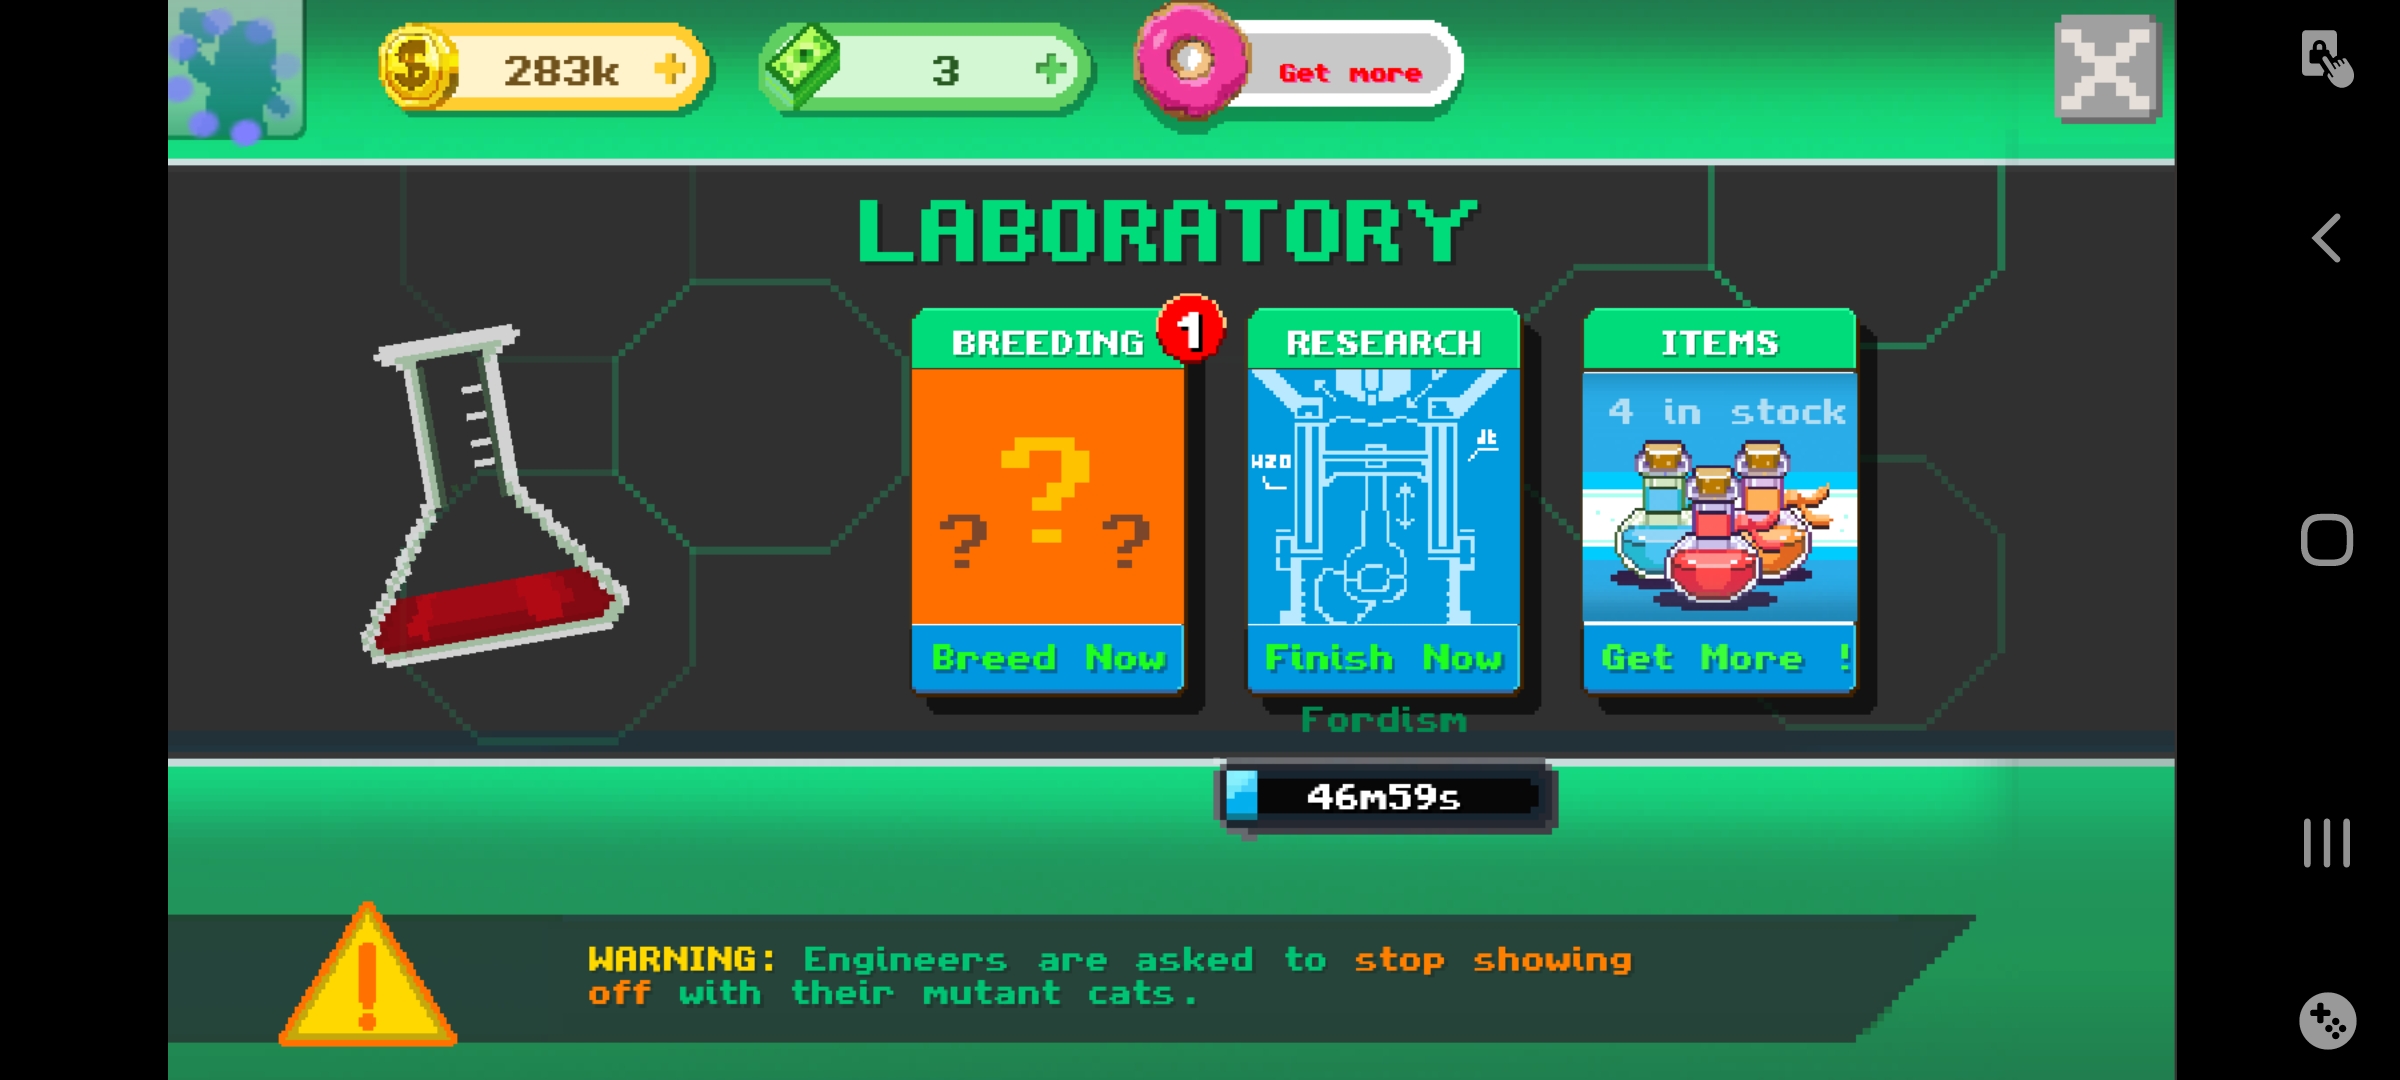 283k
3
Get more
LABORATORY
BREEDING
1
RESEARCH
ITEMS
4 in stock
H2O
dt
Breed Now
Finish Now
Get More !
Fordism
46m59s
WARNING: Engineers are asked to stop showing
off with their mutant cats.